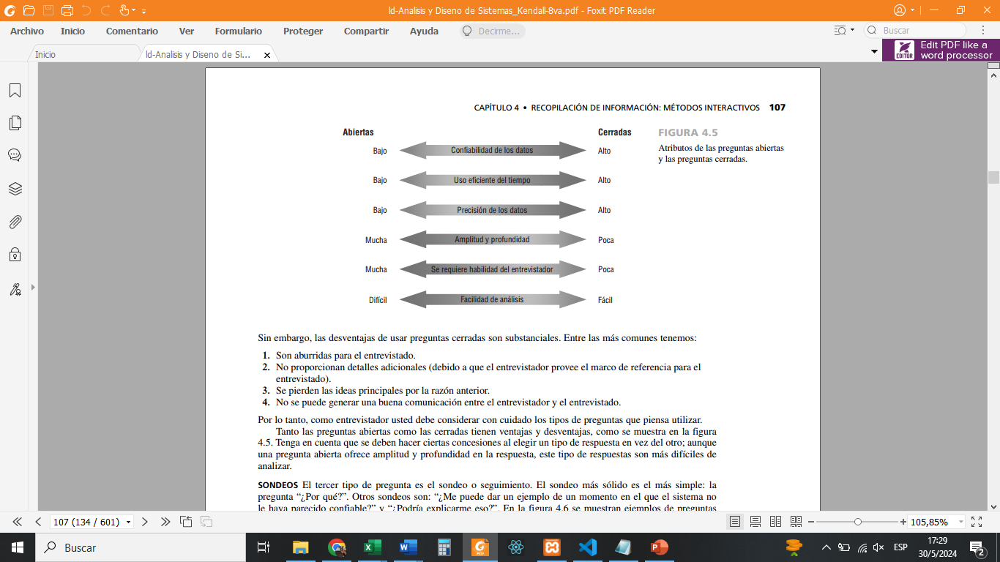 ld-Analisis y Diseno de Sistemas_Kendall-8va.pdf - Foxit PDF Reader
Archivo Inicio Comentario Ver Formulario Proteger Compartir Ayuda Decirme... Buscar
Inicio ld-Analisis y Diseno de Si... Edit PDF like a
EDITOR word processor
CAPÍTULO 4 • RECOPILACIÓN DE INFORMACIÓN: MÉTODOS INTERACTIVOS 107
Abiertas Cerradas
Bajo Confiabilidad de los datos Alto
Bajo Uso eficiente del tiempo Alto
Bajo Precisión de los datos Alto
Mucha Amplitud y profundidad Poca
Mucha Se requiere habilidad del entrevistador Poca
Difícil Facilidad de análisis Fácil
FIGURA 4.5
Atributos de las preguntas abiertas
y las preguntas cerradas.
Sin embargo, las desventajas de usar preguntas cerradas son substanciales. Entre las más comunes tenemos:
1. Son aburridas para el entrevistado.
2. No proporcionan detalles adicionales (debido a que el entrevistador provee el marco de referencia para el
entrevistado).
3. Se pierden las ideas principales por la razón anterior.
4. No se puede generar una buena comunicación entre el entrevistador y el entrevistado.
Por lo tanto, como entrevistador usted debe considerar con cuidado los tipos de preguntas que piensa utilizar.
Tanto las preguntas abiertas como las cerradas tienen ventajas y desventajas, como se muestra en la figura
4.5. Tenga en cuenta que se deben hacer ciertas concesiones al elegir un tipo de respuesta en vez del otro; aunque
una pregunta abierta ofrece amplitud y profundidad en la respuesta, este tipo de respuestas son más difíciles de
analizar.
SONDEOS El tercer tipo de pregunta es el sondeo o seguimiento. El sondeo más sólido es el más simple: la
pregunta “¿Por qué?”. Otros sondeos son: “¿Me puede dar un ejemplo de un momento en el que el sistema no
le haya parecido confiable?” y “¿Podría explicarme eso?”. En la figura 4.6 se muestran ejemplos de preguntas
107 (134 / 601) 105,85%
Buscar ESP 17:29
30/5/2024 2